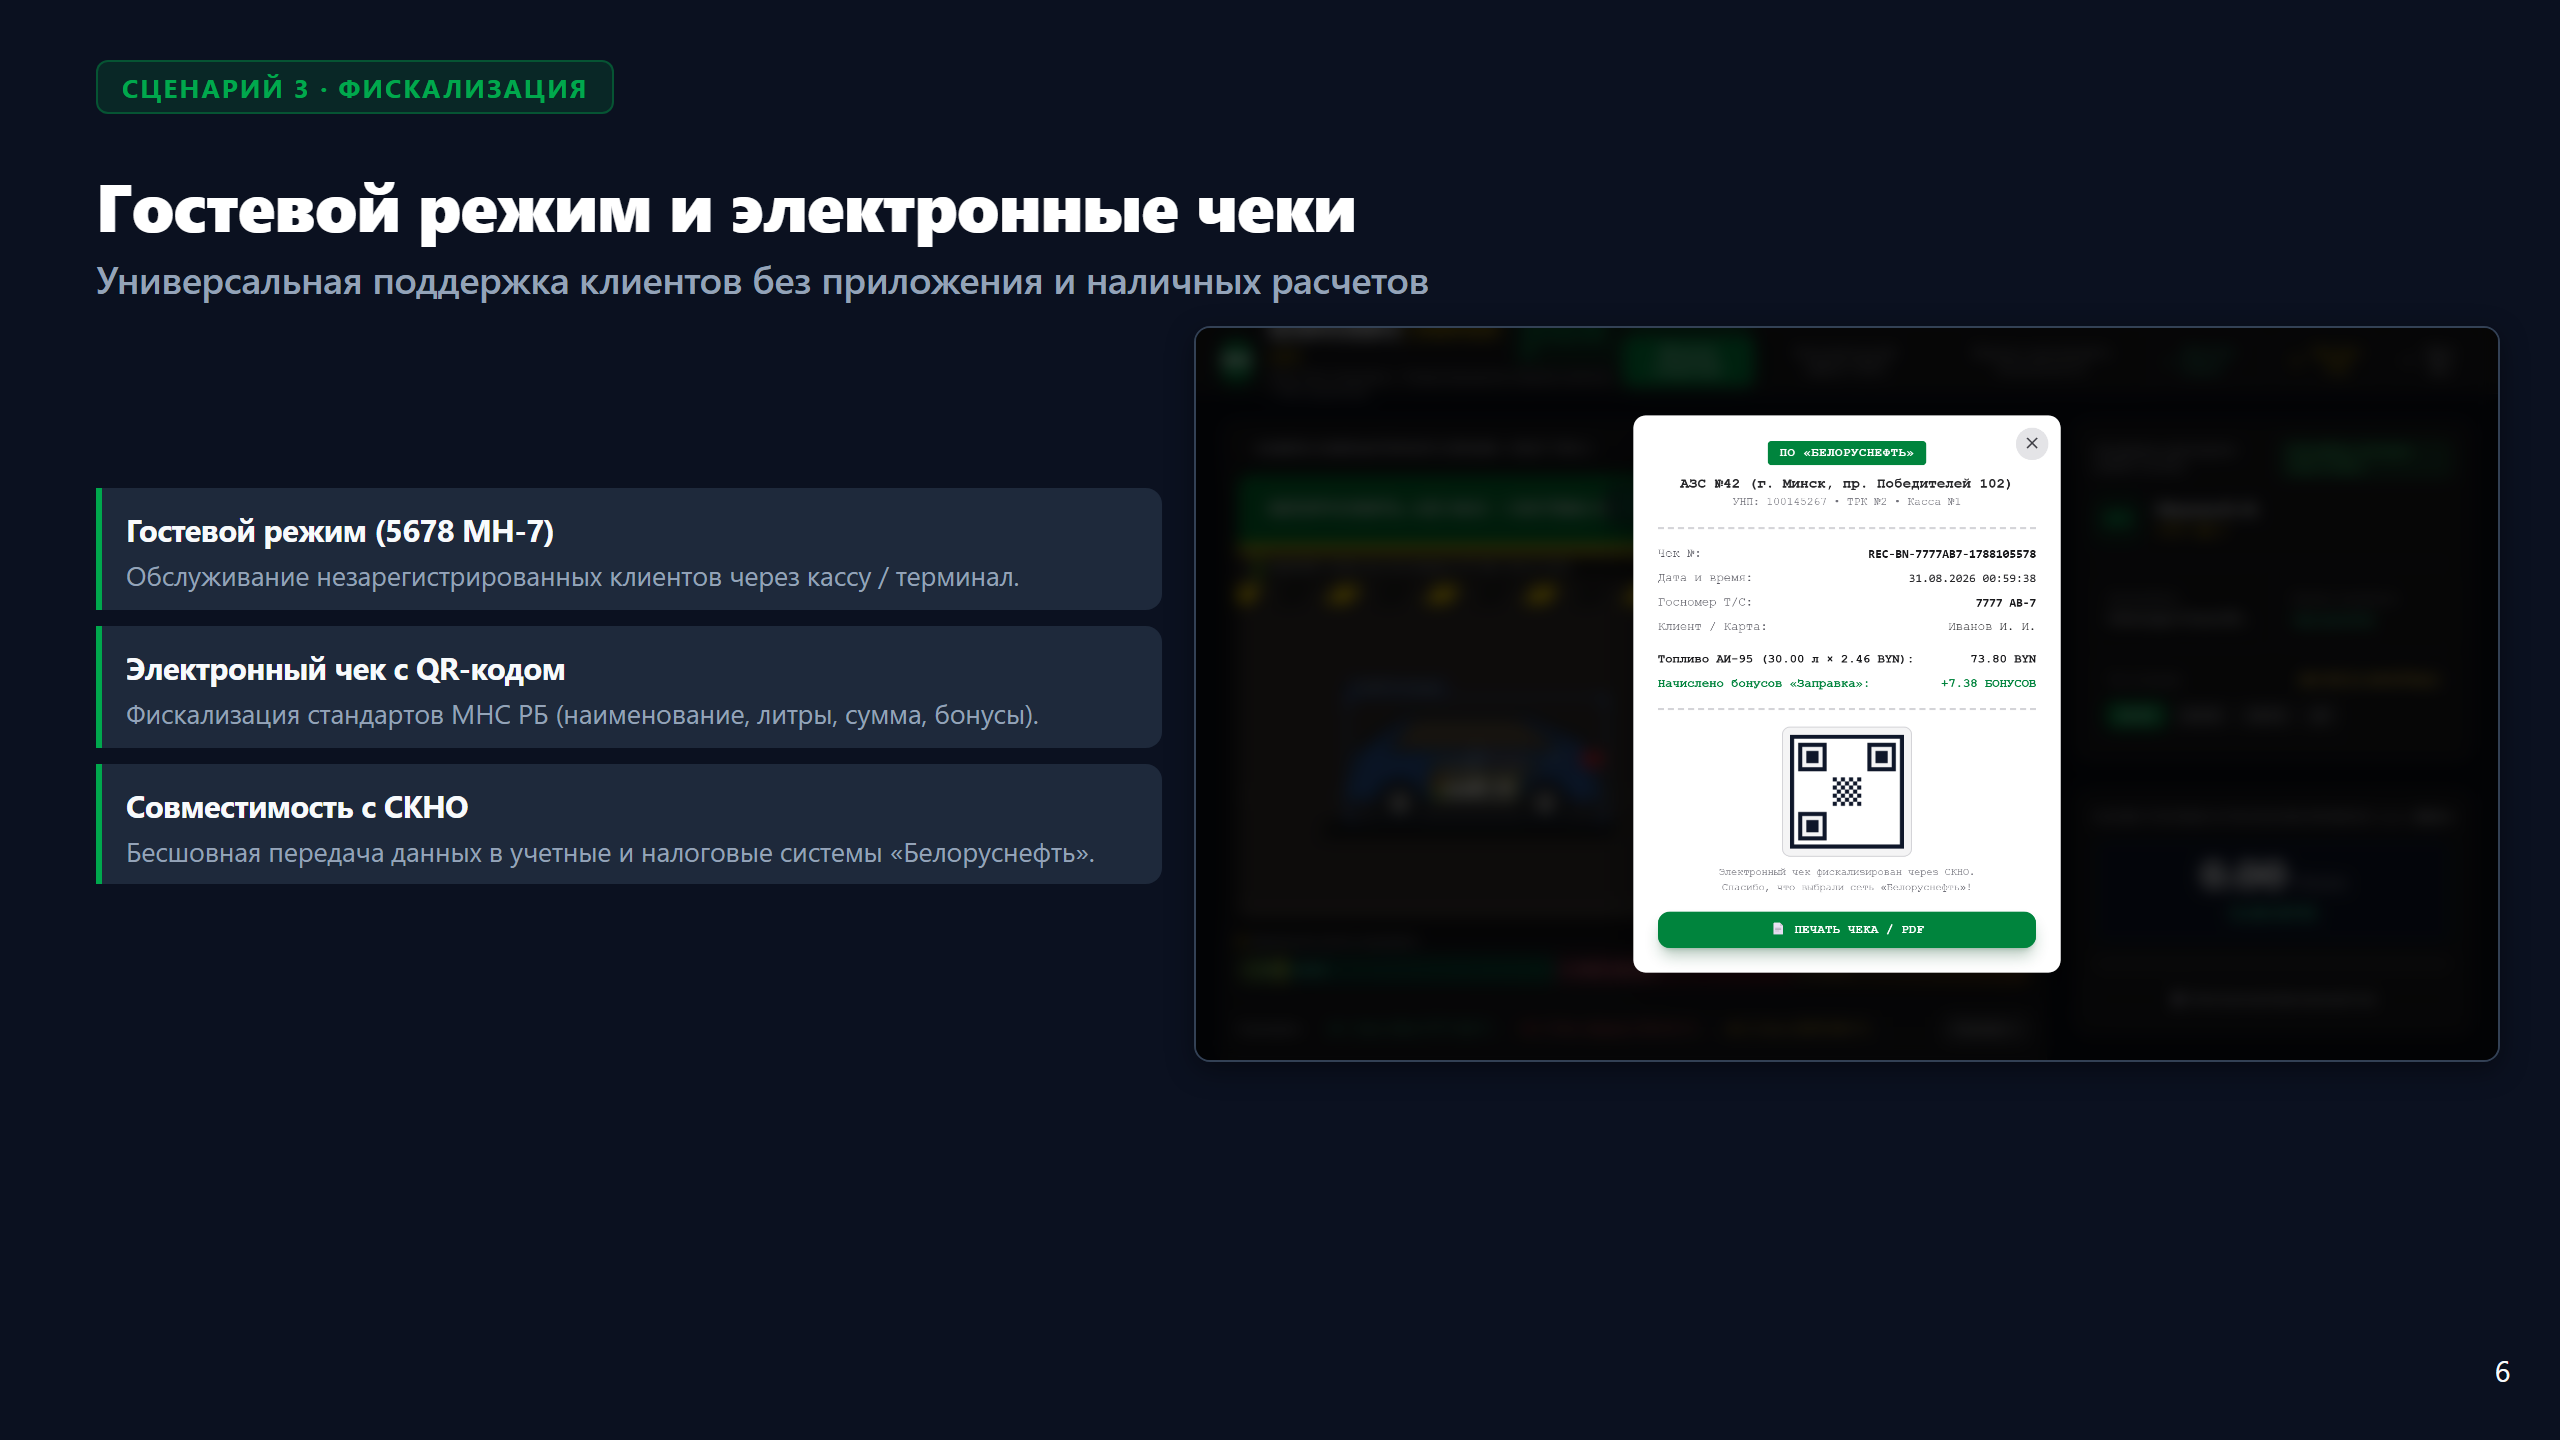 СЦЕНАРИЙ 3 · ФИСКАЛИЗАЦИЯ
Гостевой режим и электронные чеки
Универсальная поддержка клиентов без приложения и наличных расчетов
Гостевой режим (5678 МН-7)
Обслуживание незарегистрированных клиентов через кассу / терминал.
Электронный чек с QR-кодом
Фискализация стандартов МНС РБ (наименование, литры, сумма, бонусы).
Совместимость с СКНО
Бесшовная передача данных в учетные и налоговые системы «Белоруснефть».
ПО «БЕЛОРУСНЕФТЬ»
АЗС №42 (г. Минск, пр. Победителей 102)
УНП: 100145267 • ТРК №2 • Касса №1
Чек №: REC-BN-7777AB7-1788105578
Дата и время: 31.08.2026 00:59:38
Госномер Т/С: 7777 AB-7
Клиент / Карта: Иванов И. И.
Топливо АИ-95 (30.00 л × 2.46 BYN): 73.80 BYN
Начислено бонусов «Заправка»: +7.38 БОНУСОВ
Электронный чек фискализирован через СКНО.
Спасибо, что выбрали сеть «Белоруснефть»!
ПЕЧАТЬ ЧЕКА / PDF
6